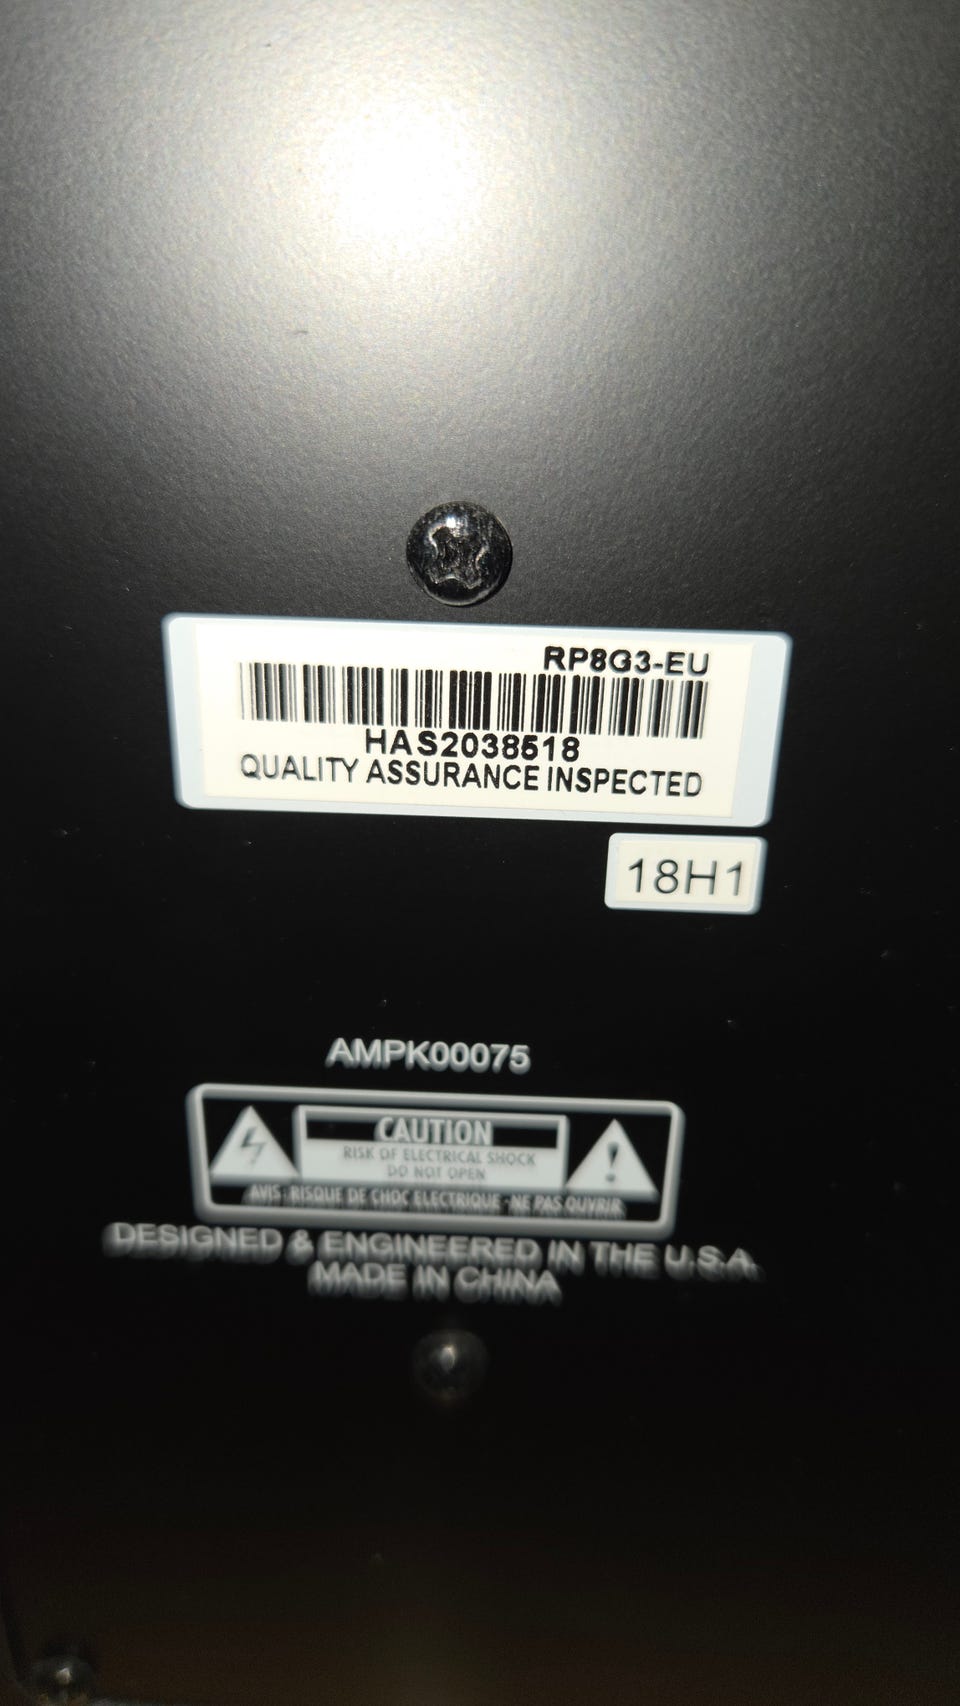 RP8G3-EU
HAS2038518
QUALITY ASSURANCE INSPECTED
18H1
AMPK00075
CAUTION
RISK OF ELECTRICAL SHOCK
DO NOT OPEN
AVIS: RISQUE DE CHOC ELECTRIQUE - NE PAS OUVRIR
DESIGNED & ENGINEERED IN THE U.S.A.
MADE IN CHINA